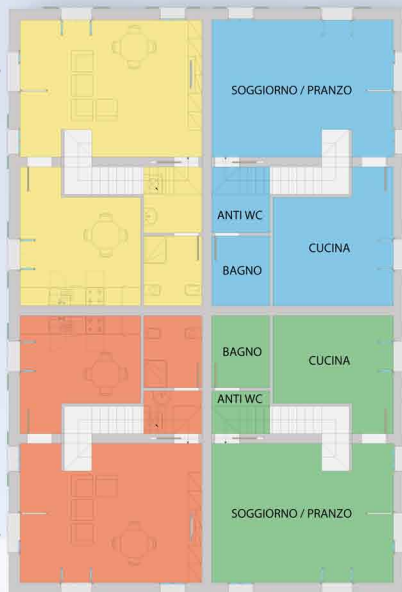 SOGGIORNO / PRANZO
ANTI WC
BAGNO
CUCINA
BAGNO
CUCINA
ANTI WC
SOGGIORNO / PRANZO